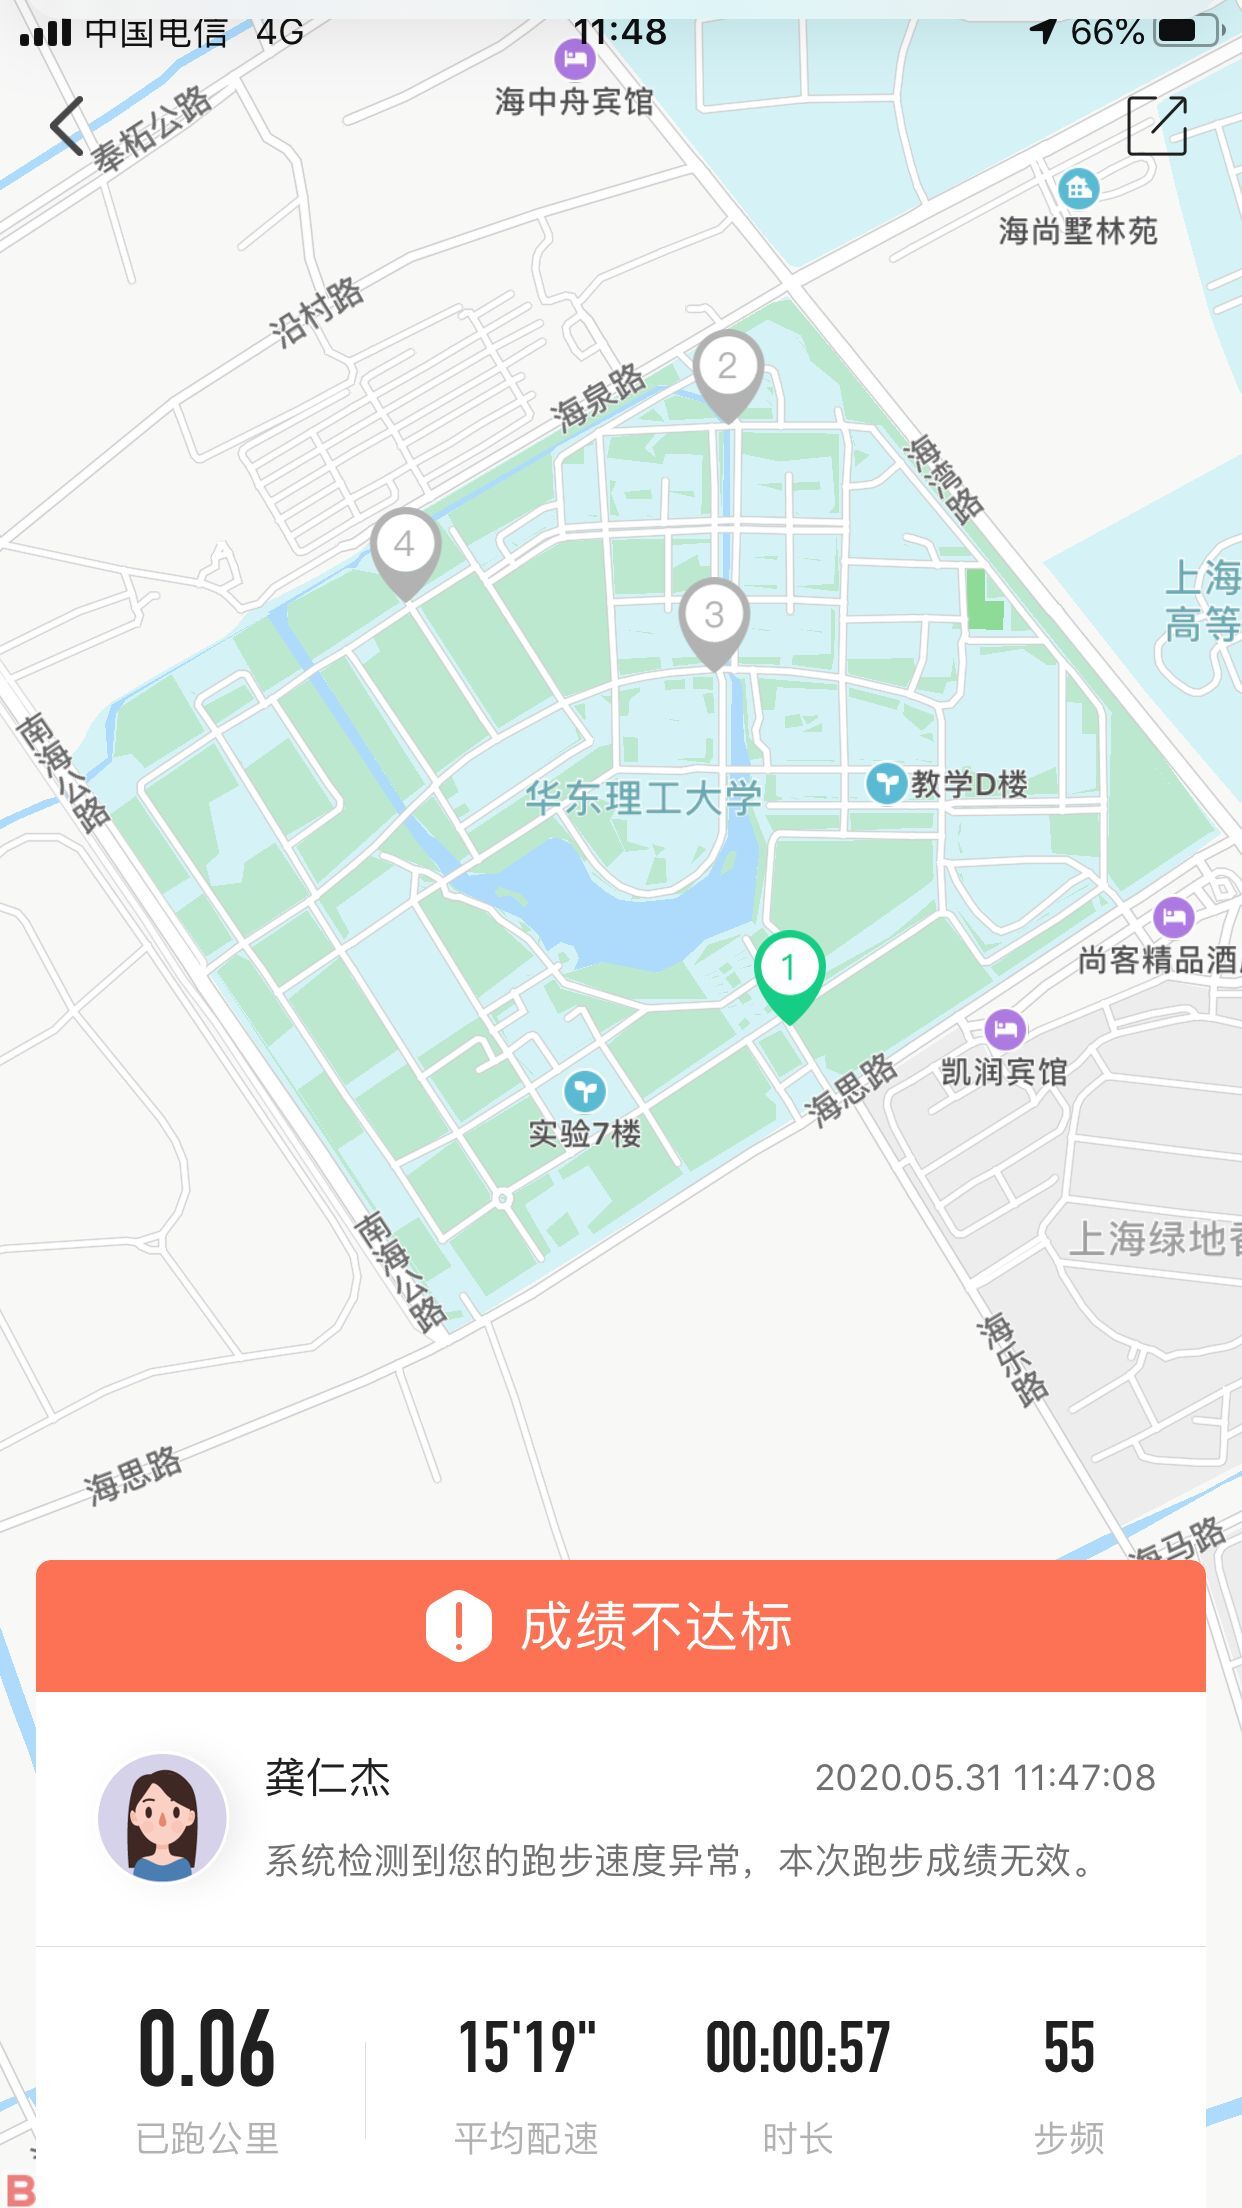 中国电信 4G 11:48 66%
海中舟宾馆
奉柘公路
海尚墅林苑
沿村路
2
海泉路
海湾路
4
上海
高等
3
南海公路
华东理工大学
教学D楼
尚客精品酒
1
凯润宾馆
海思路
实验7楼
南海公路
上海绿地香
海乐路
海思路
海马路
成绩不达标
龚仁杰 2020.05.31 11:47:08
系统检测到您的跑步速度异常，本次跑步成绩无效。
0.06 15'19" 00:00:57 55
已跑公里 平均配速 时长 步频
B